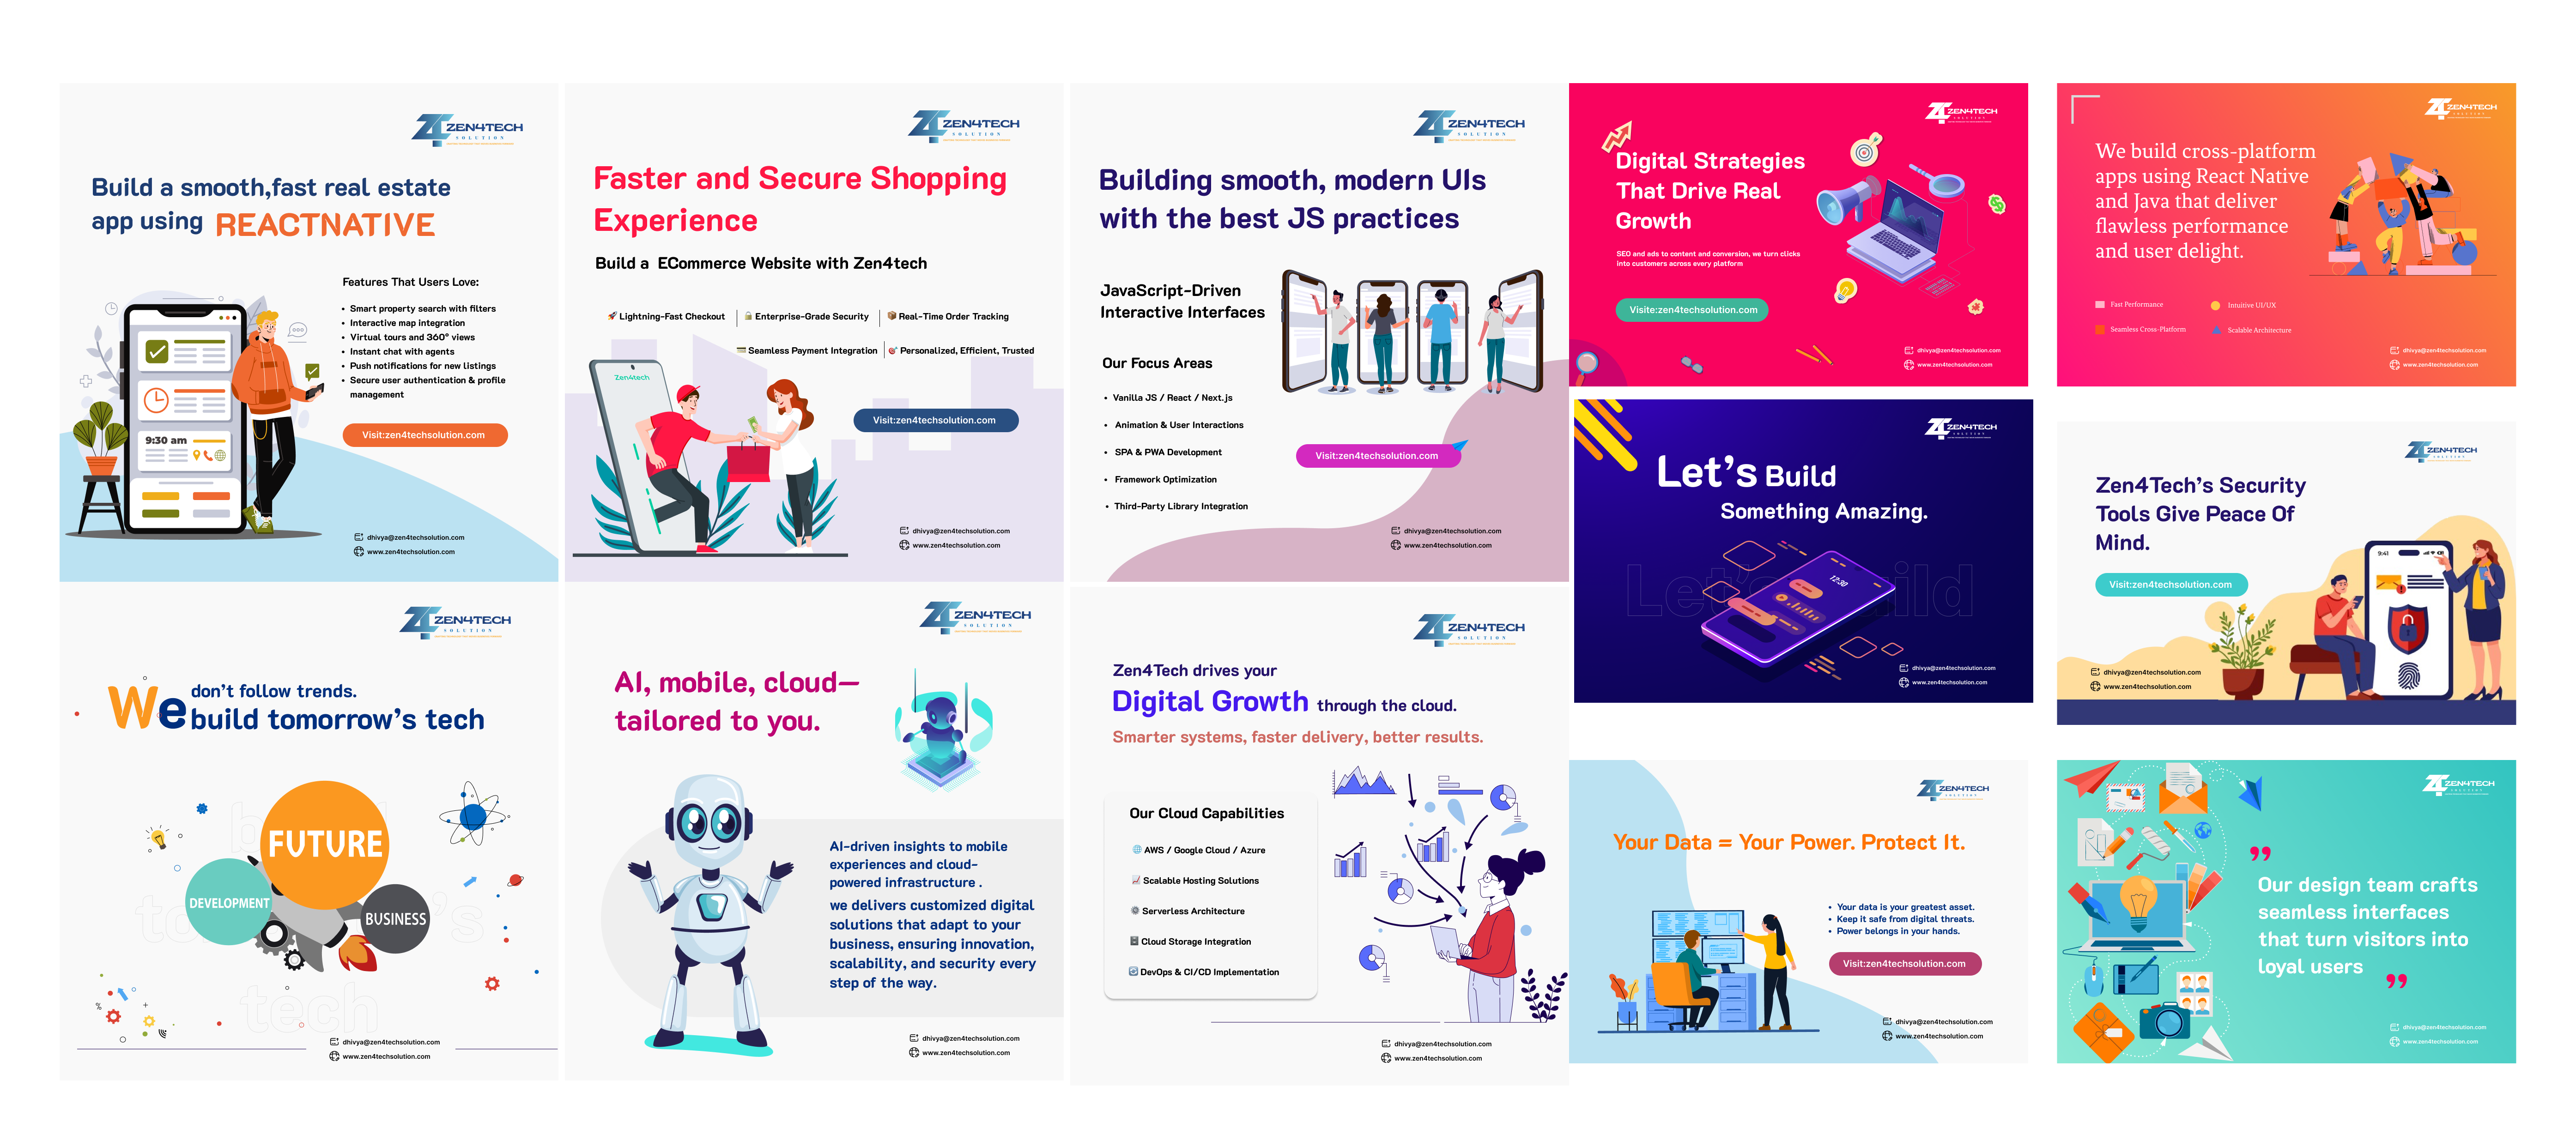 ZEN4TECH
SOLUTION
Build a smooth,fast real estate
app using REACTNATIVE
Features That Users Love:
• Smart property search with filters
• Interactive map integration
• Virtual tours and 360° views
• Instant chat with agents
• Push notifications for new listings
• Secure user authentication & profile
management
9:30 am
Visit:zen4techsolution.com
dhivya@zen4techsolution.com
www.zen4techsolution.com
ZEN4TECH
SOLUTION
Faster and Secure Shopping
Experience
Build a ECommerce Website with Zen4tech
🚀 Lightning-Fast Checkout | 🔒 Enterprise-Grade Security | 📦 Real-Time Order Tracking
💳 Seamless Payment Integration | 🎯 Personalized, Efficient, Trusted
Zen4tech
Visit:zen4techsolution.com
dhivya@zen4techsolution.com
www.zen4techsolution.com
ZEN4TECH
SOLUTION
Building smooth, modern UIs
with the best JS practices
JavaScript-Driven
Interactive Interfaces
Our Focus Areas
• Vanilla JS / React / Next.js
• Animation & User Interactions
• SPA & PWA Development
• Framework Optimization
• Third-Party Library Integration
Visit:zen4techsolution.com
dhivya@zen4techsolution.com
www.zen4techsolution.com
ZEN4TECH
SOLUTION
Digital Strategies
That Drive Real
Growth
SEO and ads to content and conversion, we turn clicks
into customers across every platform
Visite:zen4techsolution.com
dhivya@zen4techsolution.com
www.zen4techsolution.com
ZEN4TECH
SOLUTION
We build cross-platform
apps using React Native
and Java that deliver
flawless performance
and user delight.
Fast Performance
Intuitive UI/UX
Seamless Cross-Platform
Scalable Architecture
dhivya@zen4techsolution.com
www.zen4techsolution.com
ZEN4TECH
SOLUTION
Let's Build
Something Amazing.
Let's Build
12:30
dhivya@zen4techsolution.com
www.zen4techsolution.com
ZEN4TECH
SOLUTION
Zen4Tech's Security
Tools Give Peace Of
Mind.
Visit:zen4techsolution.com
9:41
dhivya@zen4techsolution.com
www.zen4techsolution.com
ZEN4TECH
SOLUTION
We don't follow trends.
build tomorrow's tech
FUTURE
DEVELOPMENT
BUSINESS
tech
dhivya@zen4techsolution.com
www.zen4techsolution.com
ZEN4TECH
SOLUTION
AI, mobile, cloud—
tailored to you.
AI-driven insights to mobile
experiences and cloud-
powered infrastructure .
we delivers customized digital
solutions that adapt to your
business, ensuring innovation,
scalability, and security every
step of the way.
dhivya@zen4techsolution.com
www.zen4techsolution.com
ZEN4TECH
SOLUTION
Zen4Tech drives your
Digital Growth through the cloud.
Smarter systems, faster delivery, better results.
Our Cloud Capabilities
🌐 AWS / Google Cloud / Azure
📈 Scalable Hosting Solutions
⚙️ Serverless Architecture
🗄️ Cloud Storage Integration
🔄 DevOps & CI/CD Implementation
dhivya@zen4techsolution.com
www.zen4techsolution.com
ZEN4TECH
SOLUTION
Your Data = Your Power. Protect It.
• Your data is your greatest asset.
• Keep it safe from digital threats.
• Power belongs in your hands.
Visit:zen4techsolution.com
dhivya@zen4techsolution.com
www.zen4techsolution.com
ZEN4TECH
SOLUTION
”
Our design team crafts
seamless interfaces
that turn visitors into
loyal users
”
dhivya@zen4techsolution.com
www.zen4techsolution.com